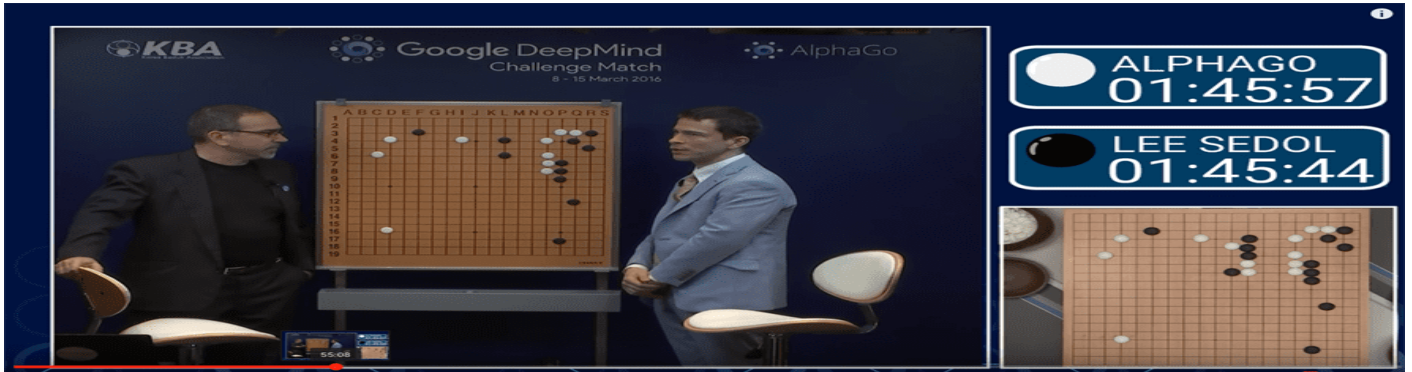 KBA
Google DeepMind
Challenge Match
8 - 15 March 2016
AlphaGo
ALPHAGO
01:45:57
LEE SEDOL
01:45:44
A B C D E F G H I J K L M N O P Q R S
1
2
3
4
5
6
7
8
9
10
11
12
13
14
15
16
17
18
19
55:08